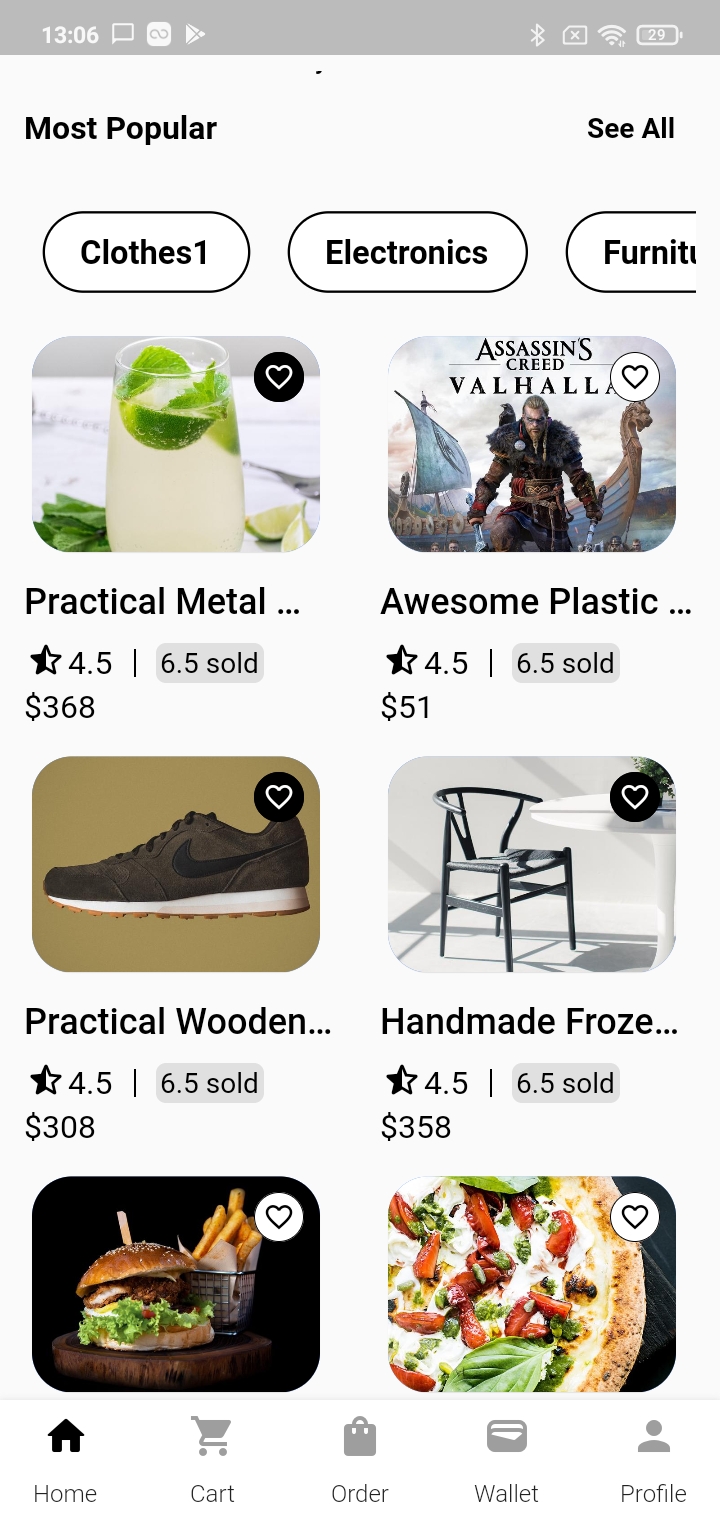 13:06
29
Most Popular
See All
Clothes1
Electronics
Furnitu
ASSASSIN'S
CREED
VALHALLA
Practical Metal ...
Awesome Plastic ...
4.5 | 6.5 sold
4.5 | 6.5 sold
$368
$51
Practical Wooden...
Handmade Froze...
4.5 | 6.5 sold
4.5 | 6.5 sold
$308
$358
Home
Cart
Order
Wallet
Profile